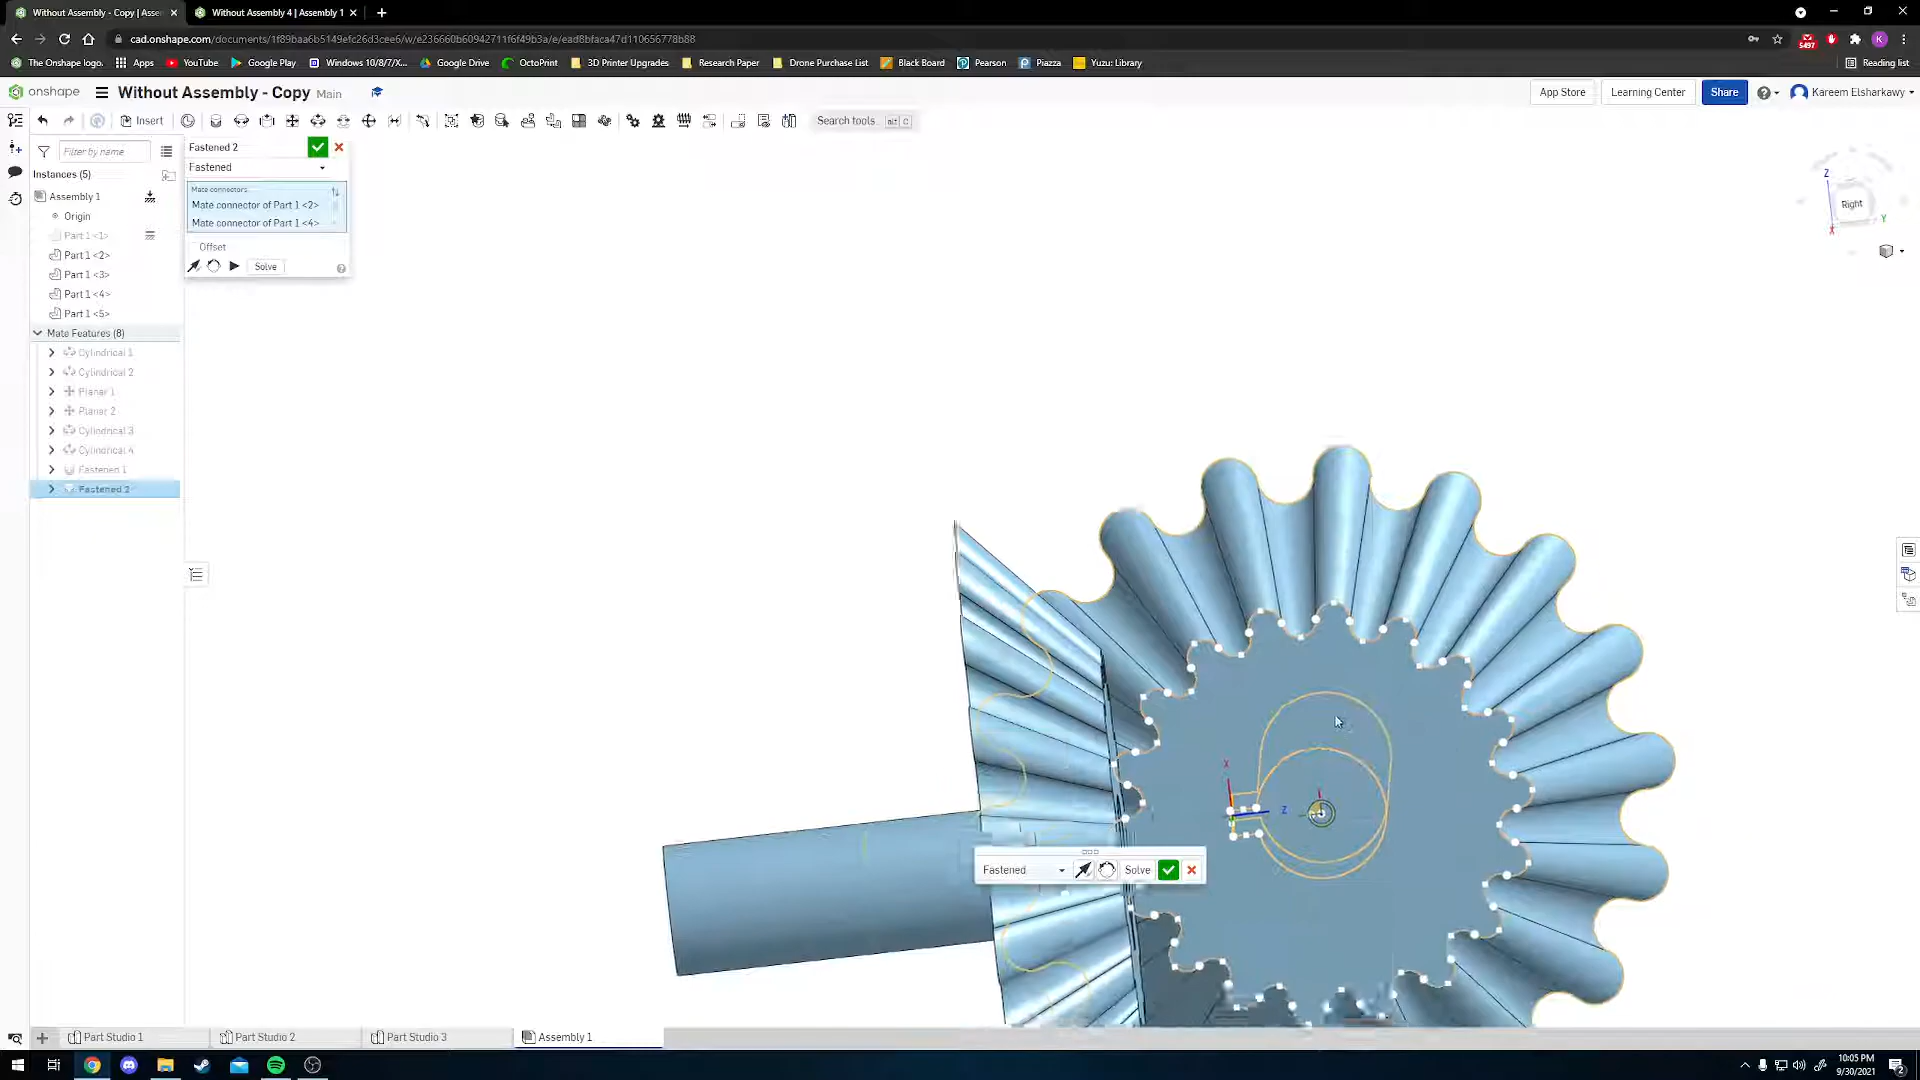 Without Assembly - Copy | Asse
Without Assembly 4 | Assembly 1
cad.onshape.com/documents/1f89baa6b5149efc26d3cee6/w/e236660b60942711f6f49b3a/e/ead8bfaca47d110656778b88
5497
K
The Onshape logo.
Apps
YouTube
Google Play
Windows 10/8/7/X...
Google Drive
OctoPrint
3D Printer Upgrades
Research Paper
Drone Purchase List
Black Board
Pearson
Piazza
Yuzu: Library
Reading list
onshape
Without Assembly - Copy Main
App Store
Learning Center
Share
Kareem Elsharkawy
Insert
Search tools...
alt C
Filter by name
Instances (5)
Assembly 1
Origin
Part 1 <1>
Part 1 <2>
Part 1 <3>
Part 1 <4>
Part 1 <5>
Mate Features (8)
Cylindrical 1
Cylindrical 2
Planar 1
Planar 2
Cylindrical 3
Cylindrical 4
Fastened 1
Fastened 2
Fastened 2
Fastened
Mate connectors
Mate connector of Part 1 <2>
Mate connector of Part 1 <4>
Offset
Solve
Z
Right
Y
X
X
Z
Fastened
Solve
Part Studio 1
Part Studio 2
Part Studio 3
Assembly 1
10:05 PM
9/30/2021
2